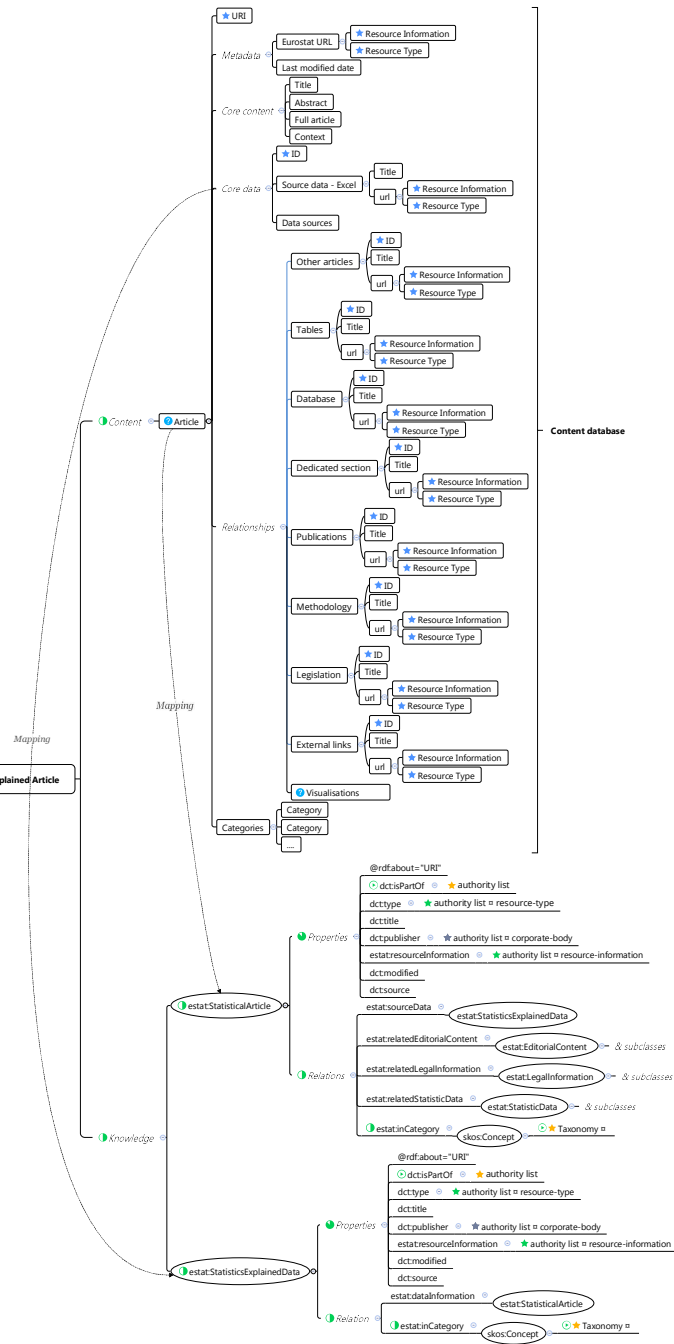 URI
Metadata
Eurostat URL
Resource Information
Resource Type
Last modified date
Core content
Title
Abstract
Full article
Context
Core data
ID
Source data - Excel
Title
url
Resource Information
Resource Type
Data sources
Other articles
ID
Title
url
Resource Information
Resource Type
Tables
ID
Title
url
Resource Information
Resource Type
Database
ID
Title
url
Resource Information
Resource Type
Content
Article
Content database
Dedicated section
ID
Title
url
Resource Information
Resource Type
Relationships
Publications
ID
Title
url
Resource Information
Resource Type
Methodology
ID
Title
url
Resource Information
Resource Type
Legislation
ID
Title
url
Resource Information
Resource Type
Mapping
Mapping
External links
ID
Title
url
Resource Information
Resource Type
plained Article
Visualisations
Categories
Category
Category
....
@rdf:about="URI"
dct:isPartOf authority list
dct:type authority list ¤ resource-type
dct:title
Properties
dct:publisher authority list ¤ corporate-body
estat:resourceInformation authority list ¤ resource-information
dct:modified
dct:source
estat:StatisticalArticle
estat:sourceData
estat:StatisticsExplainedData
estat:relatedEditorialContent
estat:EditorialContent
& subclasses
Relations
estat:relatedLegalInformation
estat:LegalInformation
& subclasses
estat:relatedStatisticData
estat:StatisticData
& subclasses
estat:inCategory
skos:Concept
Taxonomy ¤
Knowledge
@rdf:about="URI"
dct:isPartOf authority list
dct:type authority list ¤ resource-type
dct:title
Properties
dct:publisher authority list ¤ corporate-body
estat:resourceInformation authority list ¤ resource-information
dct:modified
dct:source
estat:StatisticsExplainedData
estat:dataInformation
estat:StatisticalArticle
Relation
estat:inCategory
skos:Concept
Taxonomy ¤